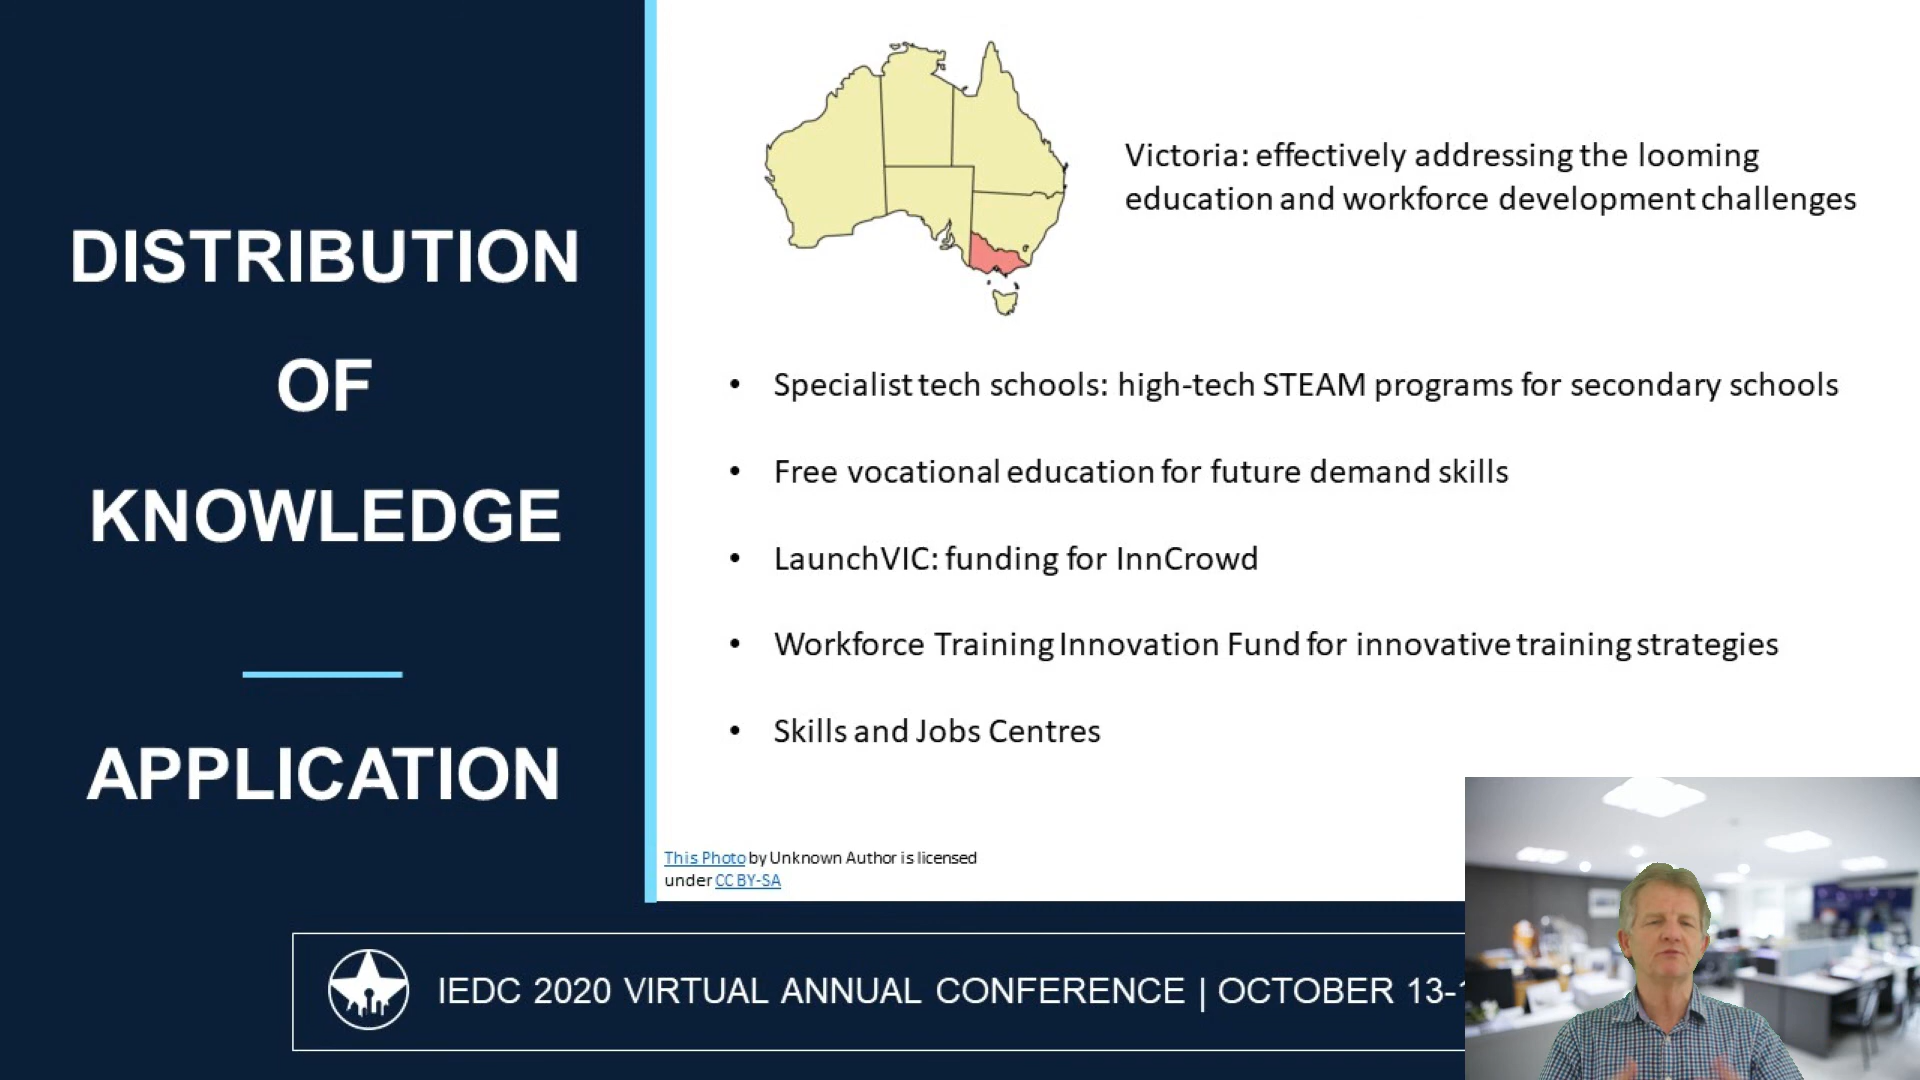 DISTRIBUTION
OF
KNOWLEDGE
APPLICATION
Victoria: effectively addressing the looming
education and workforce development challenges
• Specialist tech schools: high-tech STEAM programs for secondary schools
• Free vocational education for future demand skills
• LaunchVIC: funding for InnCrowd
• Workforce Training Innovation Fund for innovative training strategies
• Skills and Jobs Centres
This Photo by Unknown Author is licensed
under CC BY-SA
IEDC 2020 VIRTUAL ANNUAL CONFERENCE | OCTOBER 13-